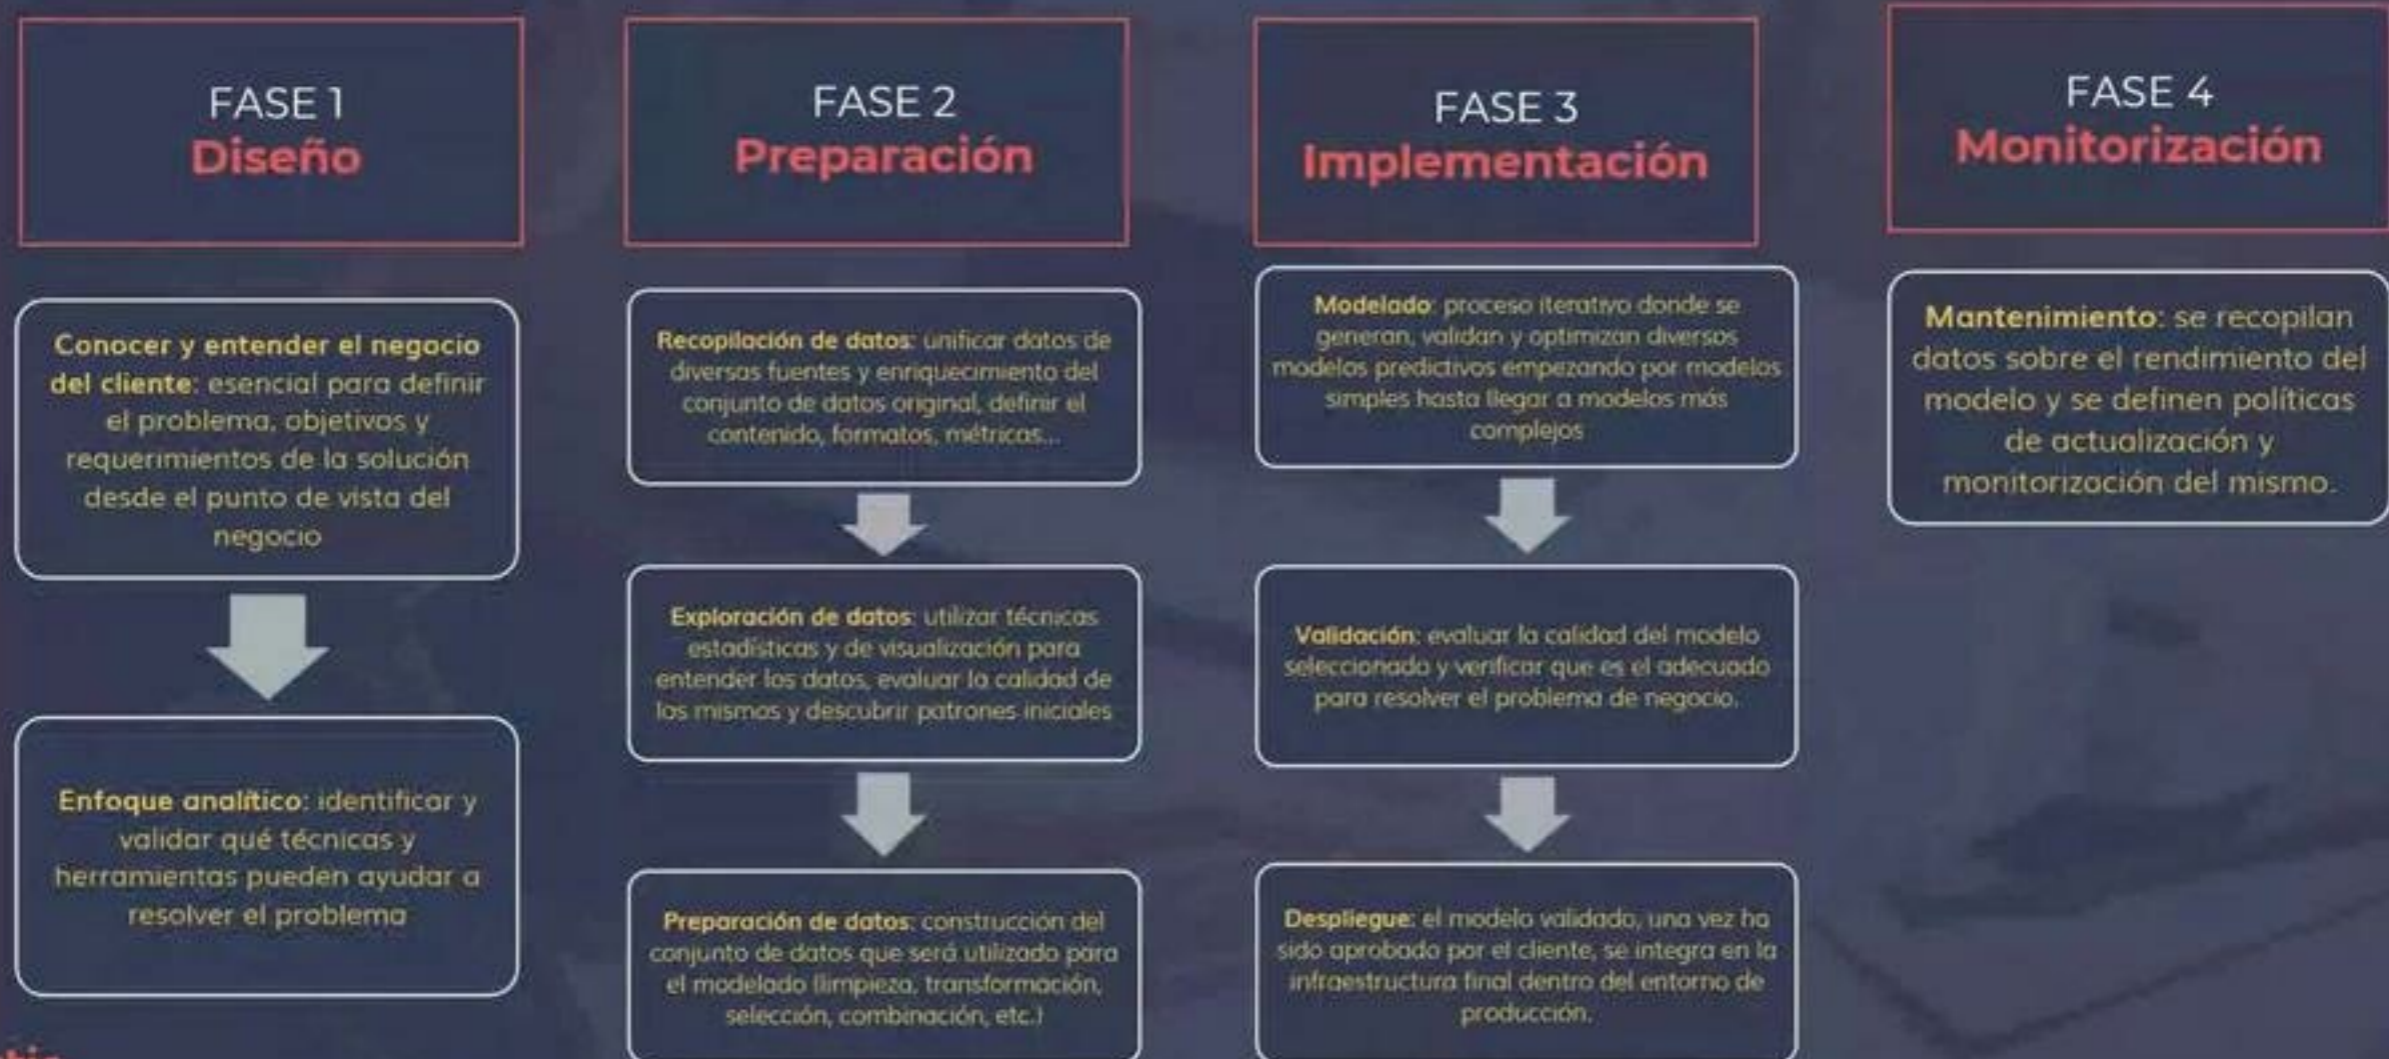 FASE 1
Diseño
Conocer y entender el negocio
del cliente: esencial para definir
el problema, objetivos y
requerimientos de la solución
desde el punto de vista del
negocio
Enfoque analítico: identificar y
validar qué técnicas y
herramientas pueden ayudar a
resolver el problema
FASE 2
Preparación
Recopilación de datos: unificar datos de
diversas fuentes y enriquecimiento del
conjunto de datos original, definir el
contenido, formatos, métricas...
Exploración de datos: utilizar técnicas
estadísticas y de visualización para
entender los datos, evaluar la calidad de
los mismos y descubrir patrones iniciales
Preparación de datos: construcción del
conjunto de datos que será utilizado para
el modelado (limpieza, transformación,
selección, combinación, etc.)
FASE 3
Implementación
Modelado: proceso iterativo donde se
generan, validan y optimizan diversos
modelos predictivos empezando por modelos
simples hasta llegar a modelos más
complejos
Validación: evaluar la calidad del modelo
seleccionado y verificar que es el adecuado
para resolver el problema de negocio.
Despliegue: el modelo validado, una vez ha
sido aprobado por el cliente, se integra en la
infraestructura final dentro del entorno de
producción.
FASE 4
Monitorización
Mantenimiento: se recopilan
datos sobre el rendimiento del
modelo y se definen políticas
de actualización y
monitorización del mismo.